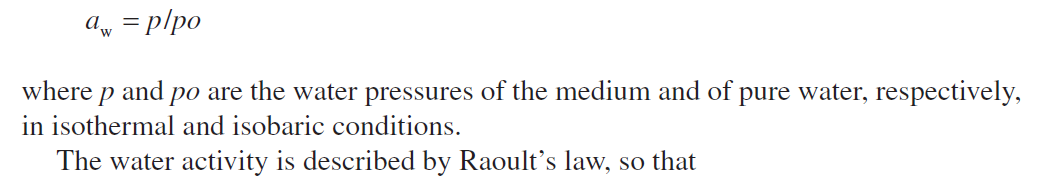 a_w = p/po
where p and po are the water pressures of the medium and of pure water, respectively,
in isothermal and isobaric conditions.
The water activity is described by Raoult’s law, so that